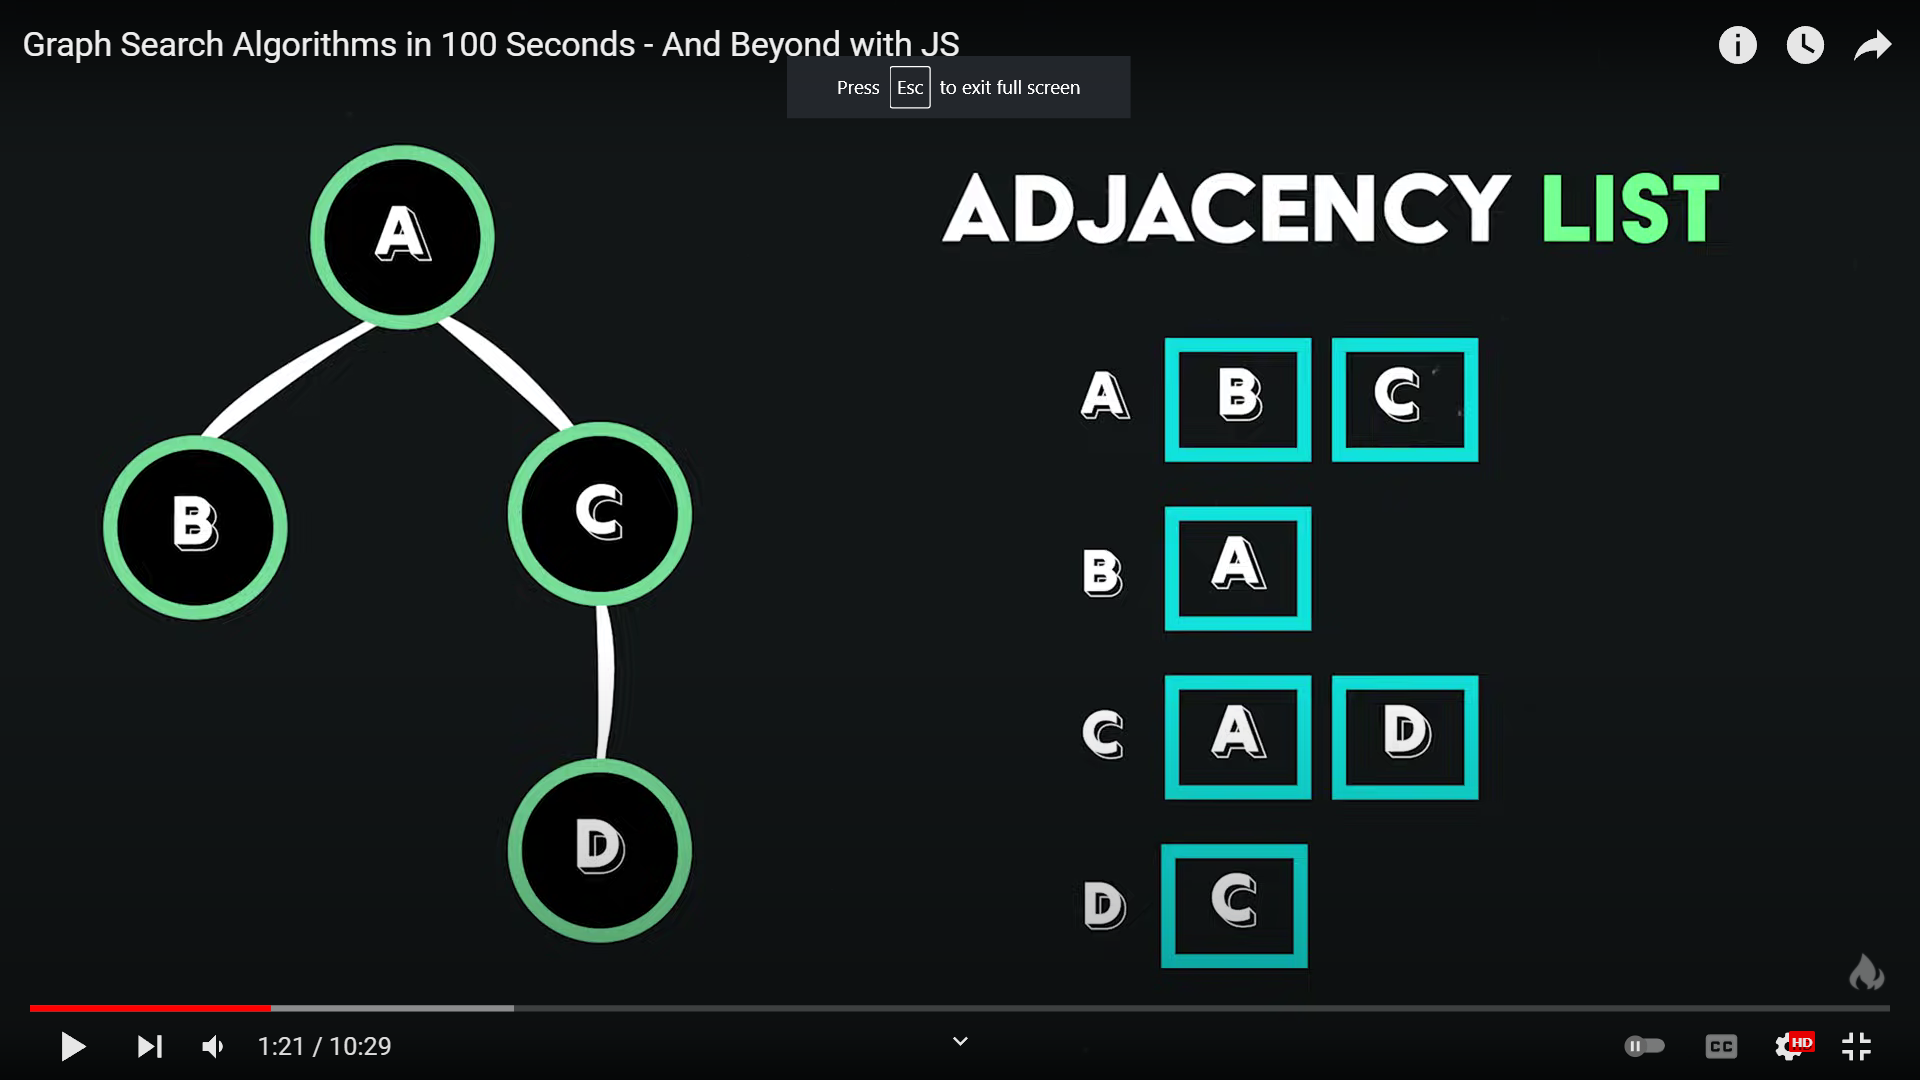 Graph Search Algorithms in 100 Seconds - And Beyond with JS
Press Esc to exit full screen
ADJACENCY LIST
A
B
C
D
A B C
B A
C A D
D C
1:21 / 10:29
CC
HD